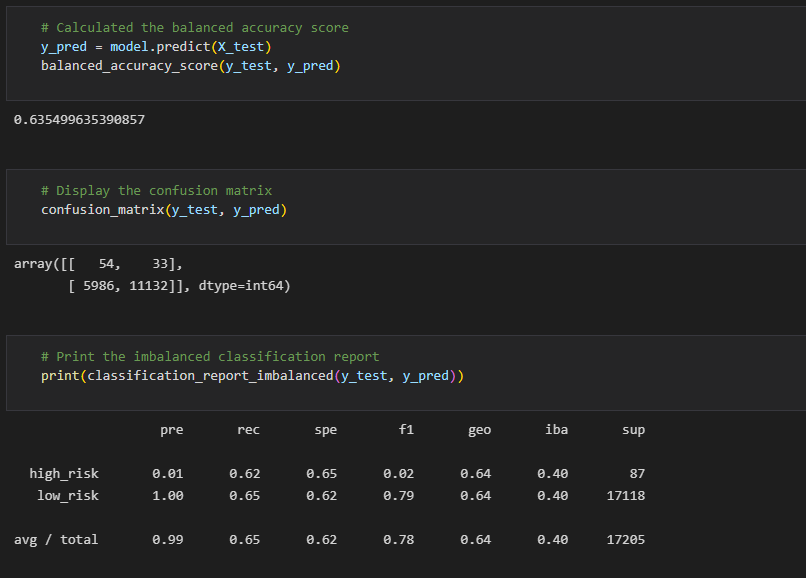 # Calculated the balanced accuracy score
y_pred = model.predict(X_test)
balanced_accuracy_score(y_test, y_pred)
0.635499635390857
# Display the confusion matrix
confusion_matrix(y_test, y_pred)
array([[   54,    33],
       [ 5986, 11132]], dtype=int64)
# Print the imbalanced classification report
print(classification_report_imbalanced(y_test, y_pred))
pre rec spe f1 geo iba sup
high_risk 0.01 0.62 0.65 0.02 0.64 0.40 87
low_risk 1.00 0.65 0.62 0.79 0.64 0.40 17118
avg / total 0.99 0.65 0.62 0.78 0.64 0.40 17205